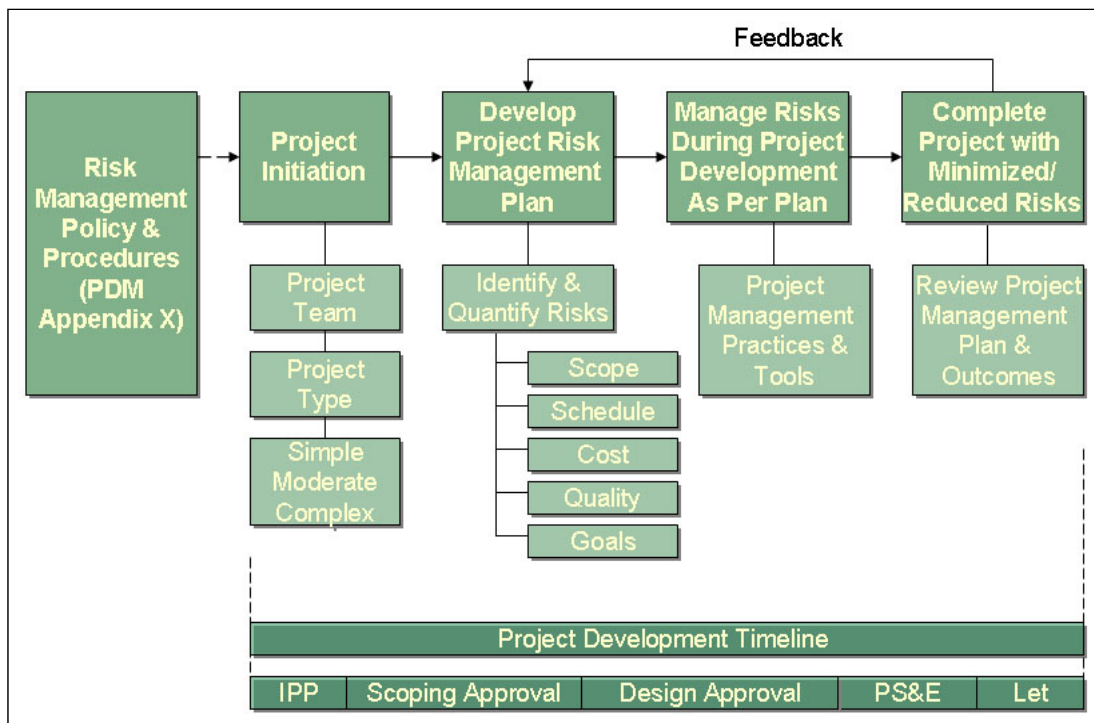 Feedback
Risk
Management
Policy &
Procedures
(PDM
Appendix X)
Project
Initiation
Develop
Project Risk
Management
Plan
Manage Risks
During Project
Development
As Per Plan
Complete
Project with
Minimized/
Reduced Risks
Project
Team
Project
Type
Simple
Moderate
Complex
Identify &
Quantify Risks
Scope
Schedule
Cost
Quality
Goals
Project
Management
Practices &
Tools
Review Project
Management
Plan &
Outcomes
Project Development Timeline
IPP
Scoping Approval
Design Approval
PS&E
Let